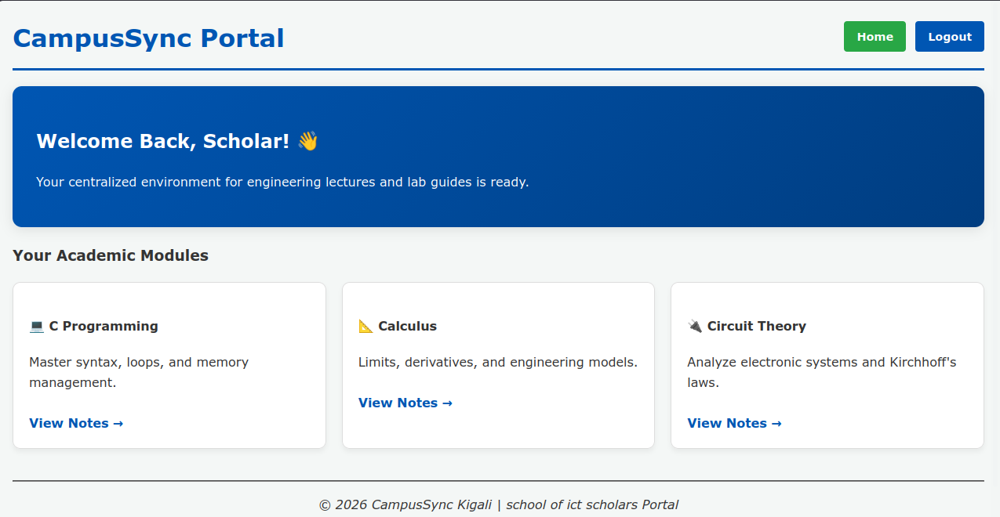 CampusSync Portal
Home
Logout
Welcome Back, Scholar! 👋
Your centralized environment for engineering lectures and lab guides is ready.
Your Academic Modules
💻 C Programming
Master syntax, loops, and memory
management.
View Notes →
📐 Calculus
Limits, derivatives, and engineering models.
View Notes →
🔌 Circuit Theory
Analyze electronic systems and Kirchhoff's
laws.
View Notes →
© 2026 CampusSync Kigali | school of ict scholars Portal